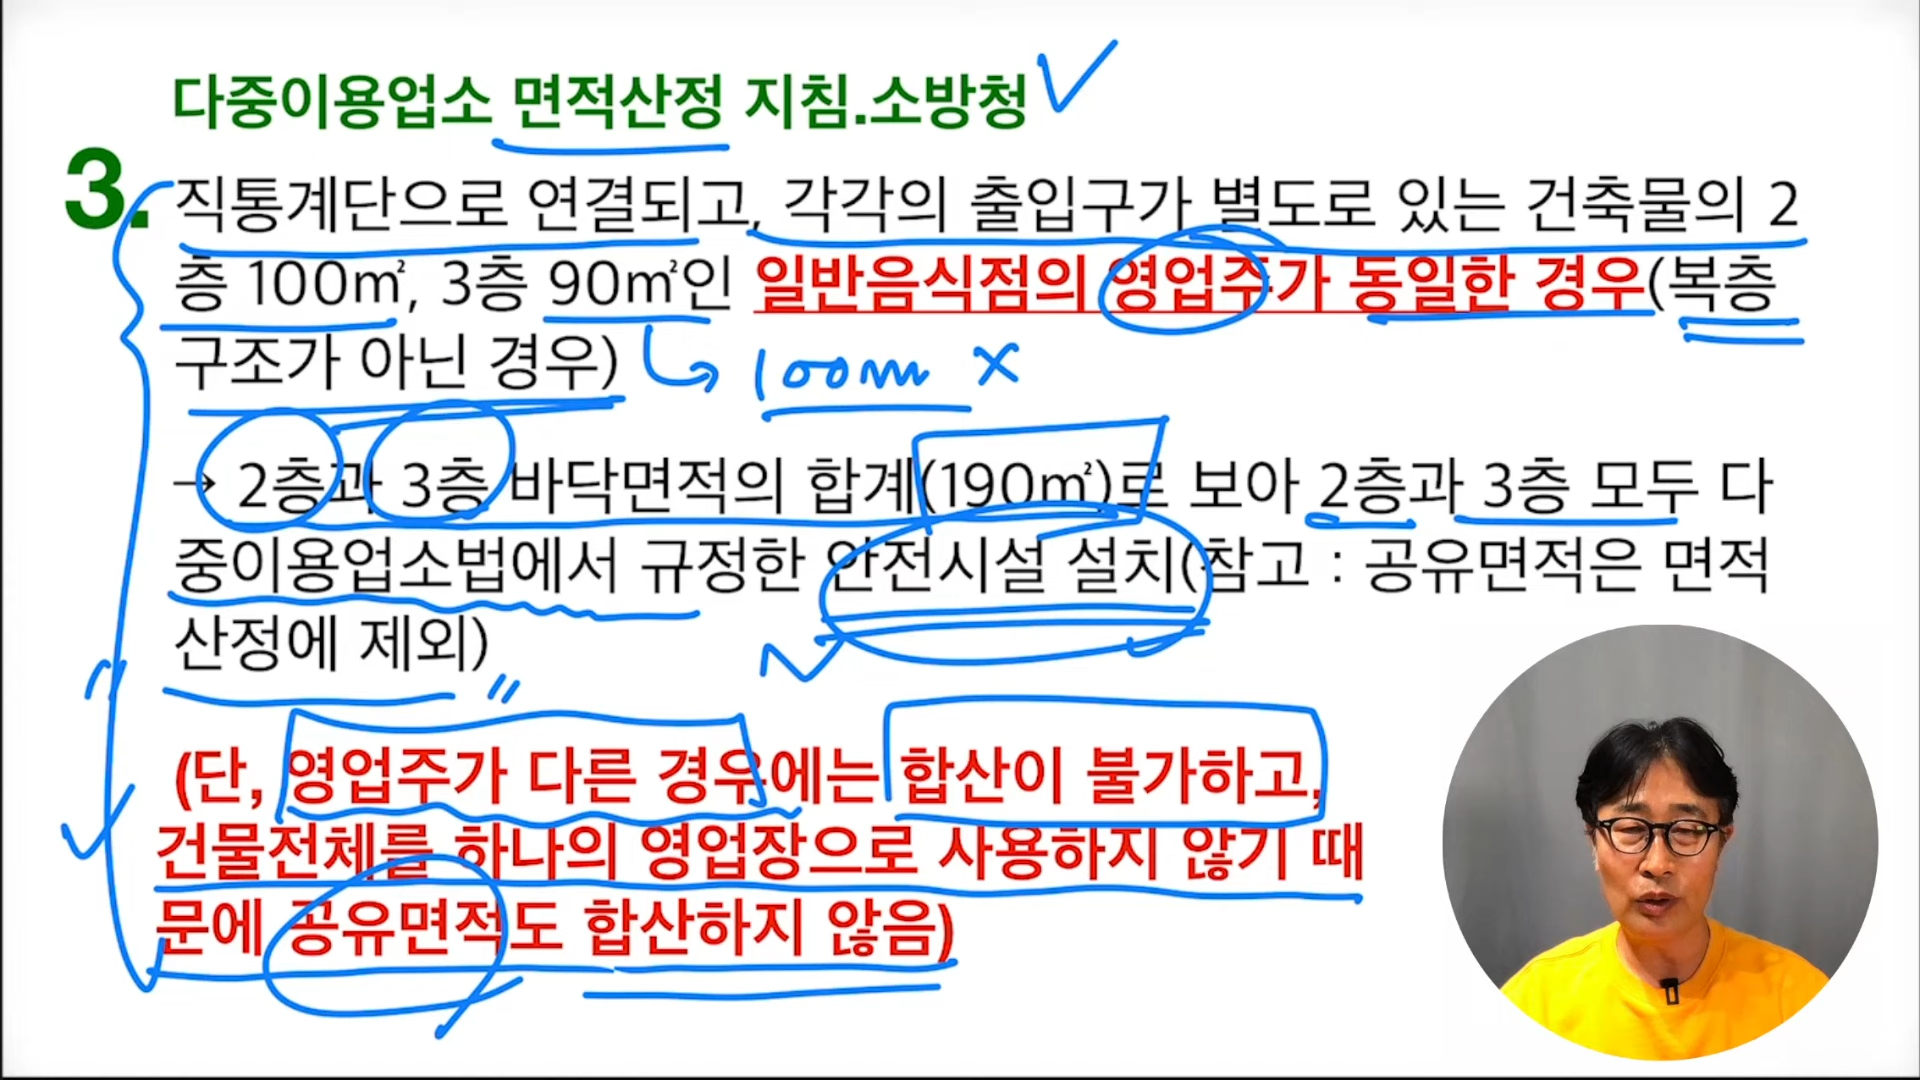 다중이용업소 면적산정 지침.소방청
3. 직통계단으로 연결되고, 각각의 출입구가 별도로 있는 건축물의 2
층 100㎡, 3층 90㎡인 일반음식점의 영업주가 동일한 경우(복층
구조가 아닌 경우)
100m x
→ 2층과 3층 바닥면적의 합계(190㎡)로 보아 2층과 3층 모두 다
중이용업소법에서 규정한 안전시설 설치(참고 : 공유면적은 면적
산정에 제외)
(단, 영업주가 다른 경우에는 합산이 불가하고,
건물전체를 하나의 영업장으로 사용하지 않기 때
문에 공유면적도 합산하지 않음)